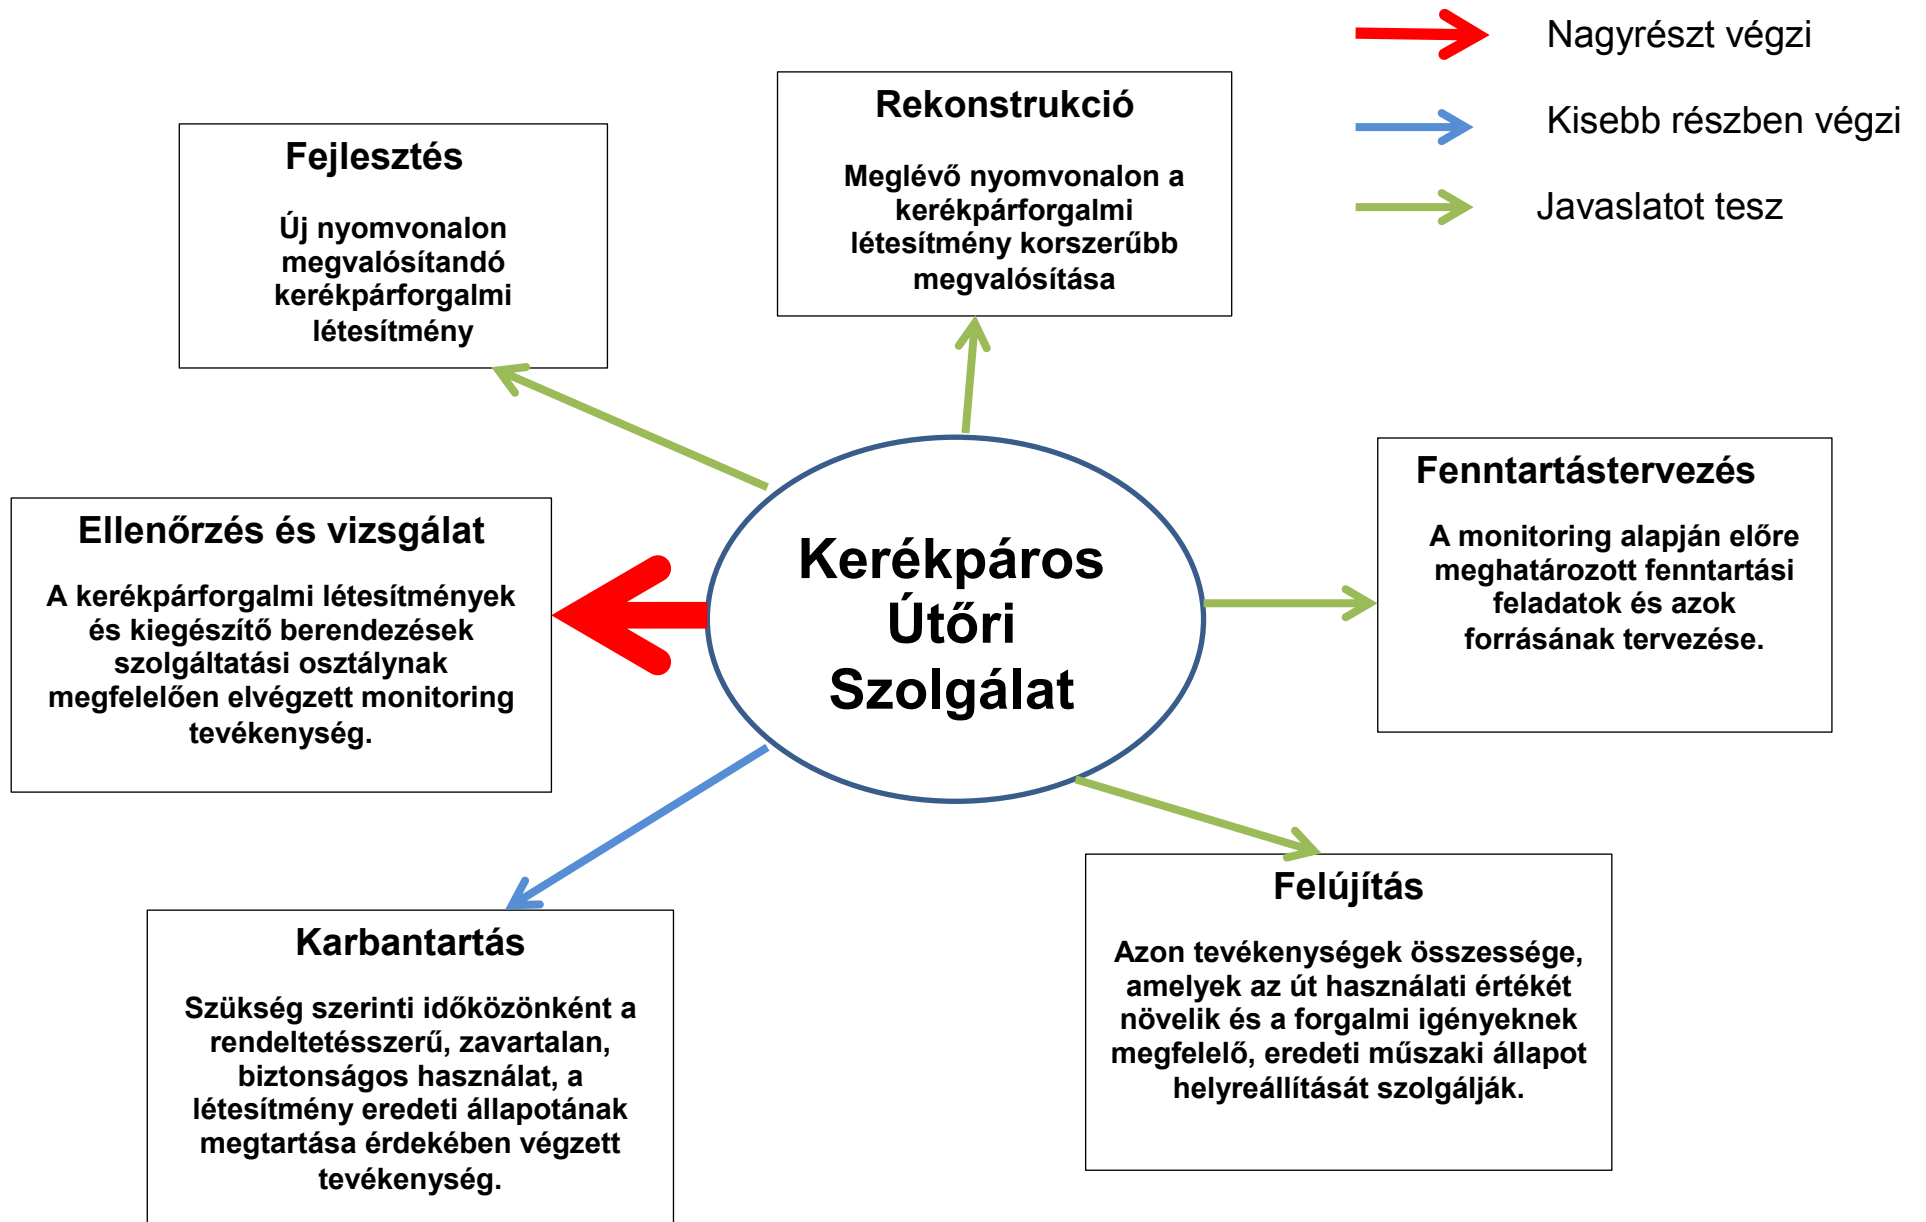 Nagyrészt végzi
Kisebb részben végzi
Javaslatot tesz
Rekonstrukció
Meglévő nyomvonalon a
kerékpárforgalmi
létesítmény korszerűbb
megvalósítása
Fejlesztés
Új nyomvonalon
megvalósítandó
kerékpárforgalmi
létesítmény
Fenntartástervezés
A monitoring alapján előre
meghatározott fenntartási
feladatok és azok
forrásának tervezése.
Ellenőrzés és vizsgálat
A kerékpárforgalmi létesítmények
és kiegészítő berendezések
szolgáltatási osztálynak
megfelelően elvégzett monitoring
tevékenység.
Kerékpáros
Útőri
Szolgálat
Felújítás
Azon tevékenységek összessége,
amelyek az út használati értékét
növelik és a forgalmi igényeknek
megfelelő, eredeti műszaki állapot
helyreállítását szolgálják.
Karbantartás
Szükség szerinti időközönként a
rendeltetésszerű, zavartalan,
biztonságos használat, a
létesítmény eredeti állapotának
megtartása érdekében végzett
tevékenység.